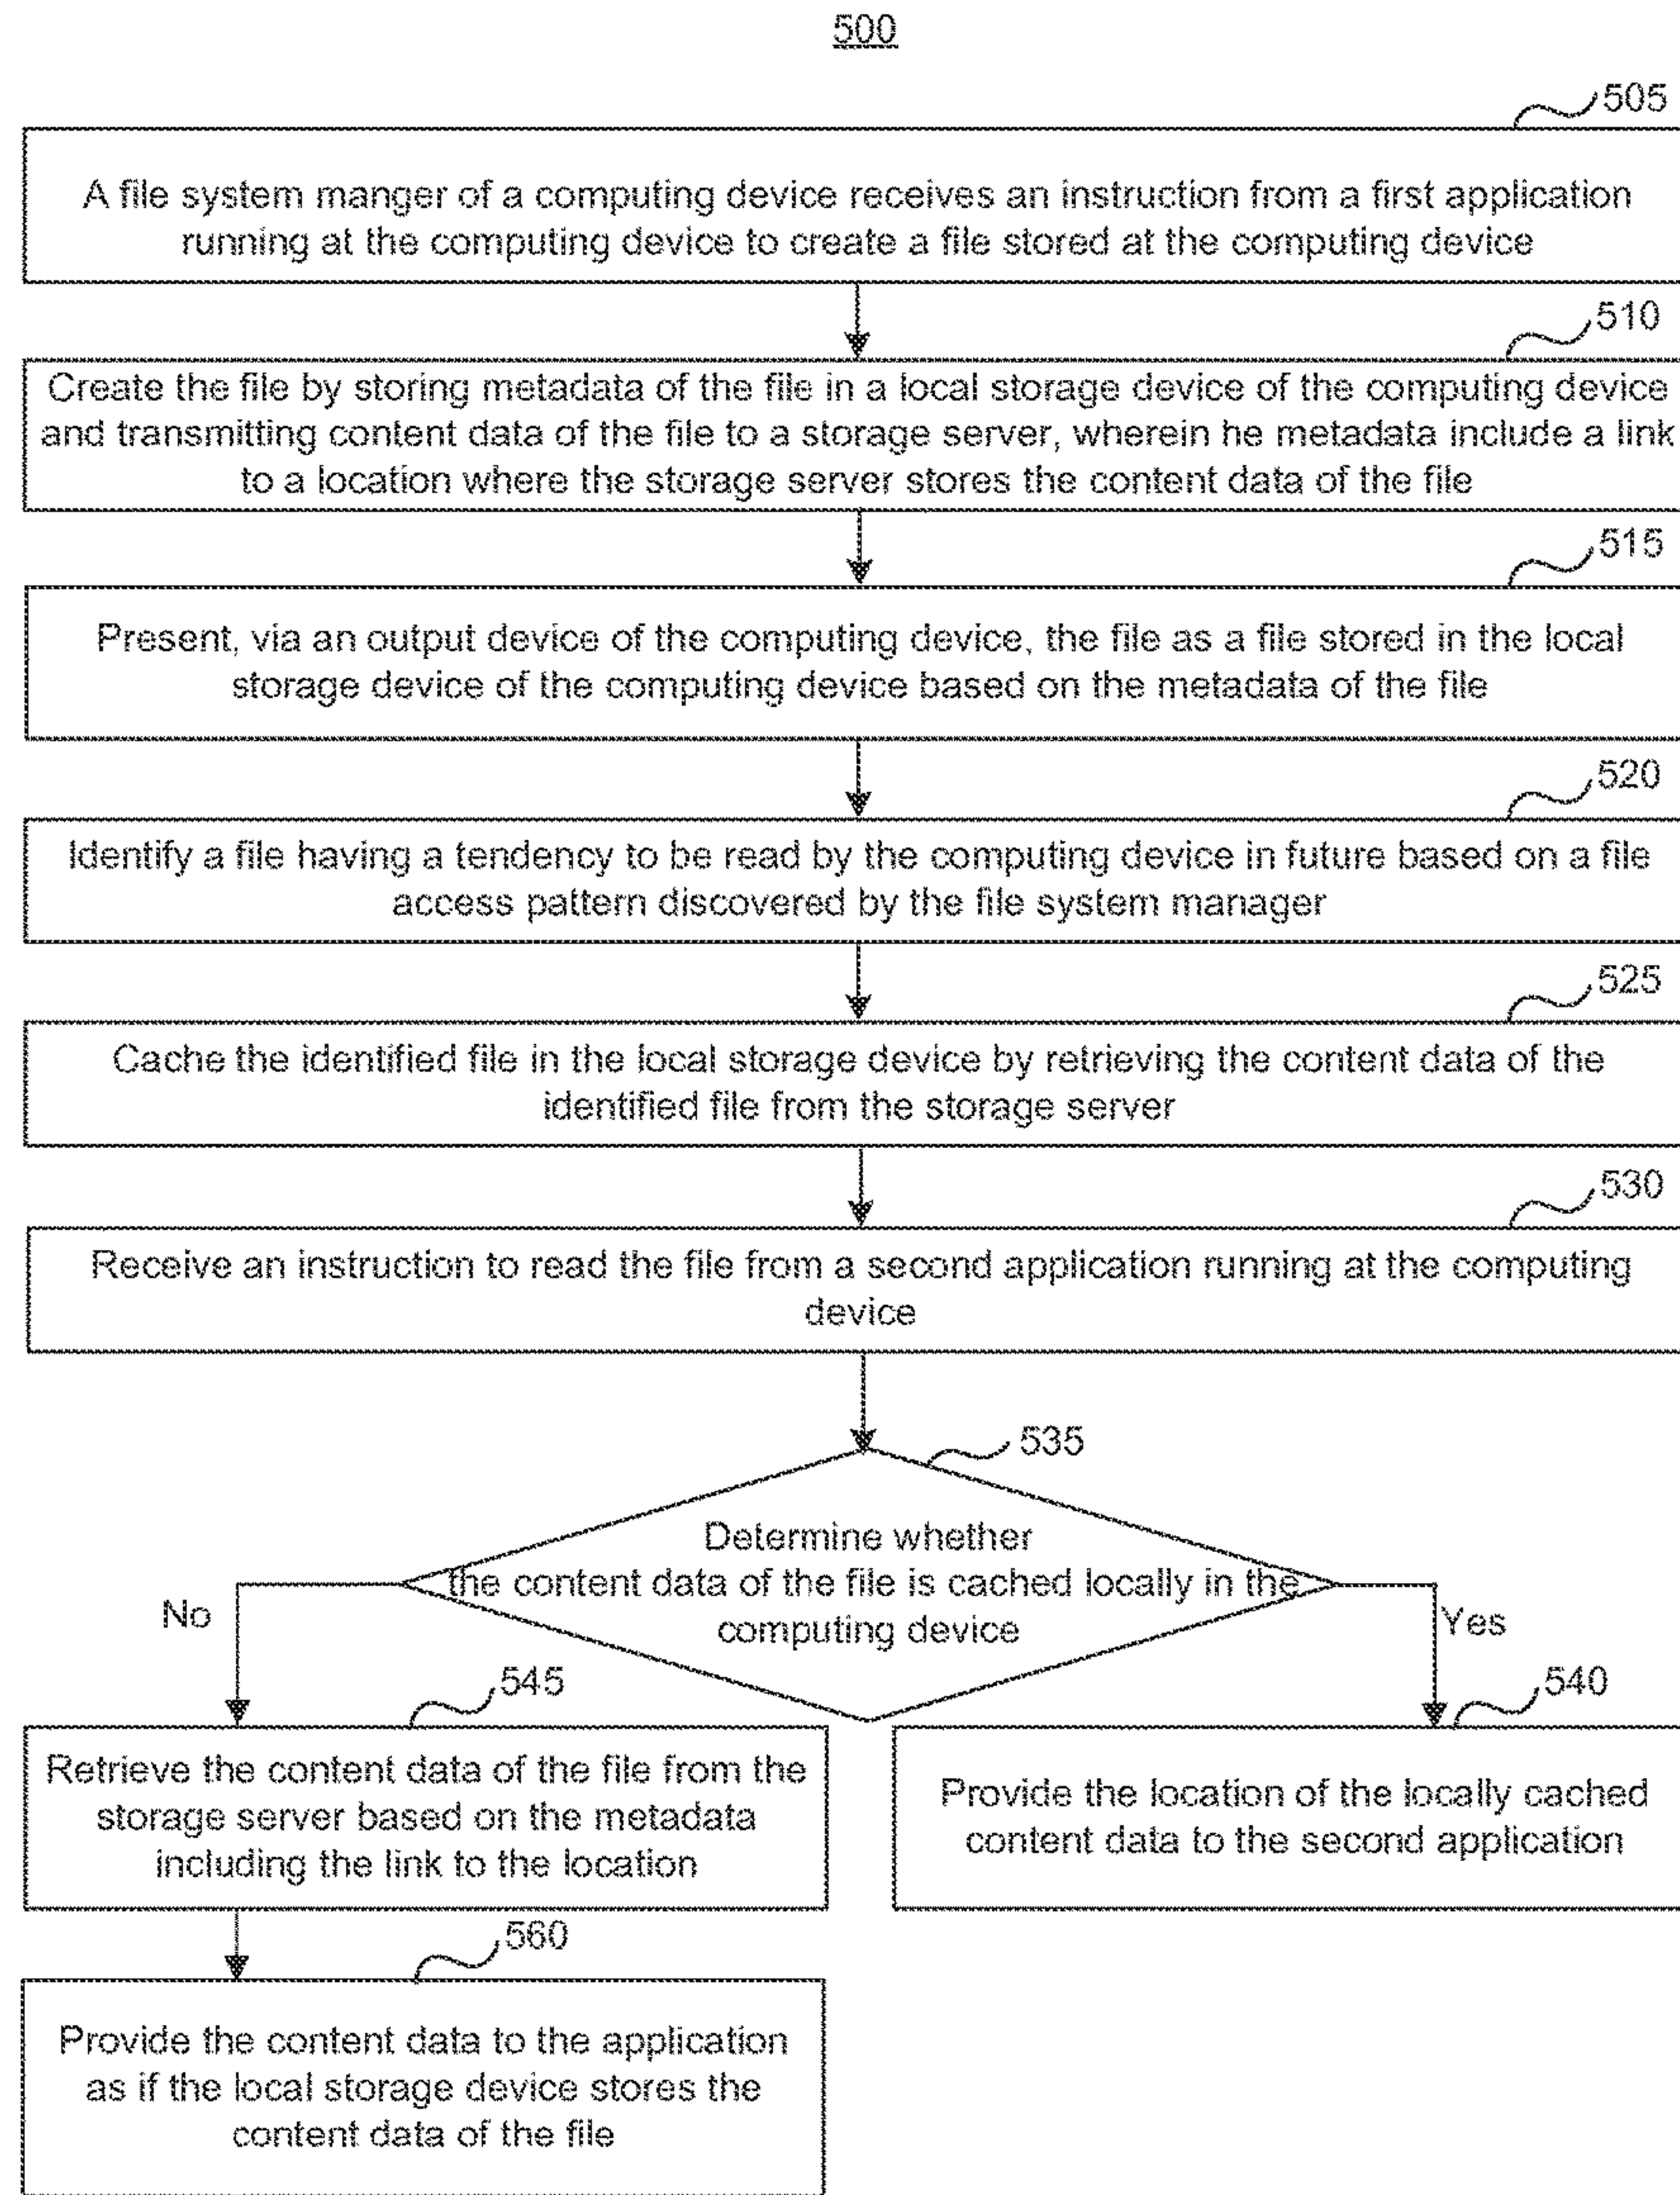 500
505
A file system manger of a computing device receives an instruction from a first application
running at the computing device to create a file stored at the computing device
510
Create the file by storing metadata of the file in a local storage device of the computing device
and transmitting content data of the file to a storage server, wherein he metadata include a link
to a location where the storage server stores the content data of the file
515
Present, via an output device of the computing device, the file as a file stored in the local
storage device of the computing device based on the metadata of the file
520
Identify a file having a tendency to be read by the computing device in future based on a file
access pattern discovered by the file system manager
525
Cache the identified file in the local storage device by retrieving the content data of the
identified file from the storage server
530
Receive an instruction to read the file from a second application running at the computing
device
535
Determine whether
the content data of the file is cached locally in the
computing device
No
Yes
545
Retrieve the content data of the file from the
storage server based on the metadata
including the link to the location
540
Provide the location of the locally cached
content data to the second application
560
Provide the content data to the application
as if the local storage device stores the
content data of the file